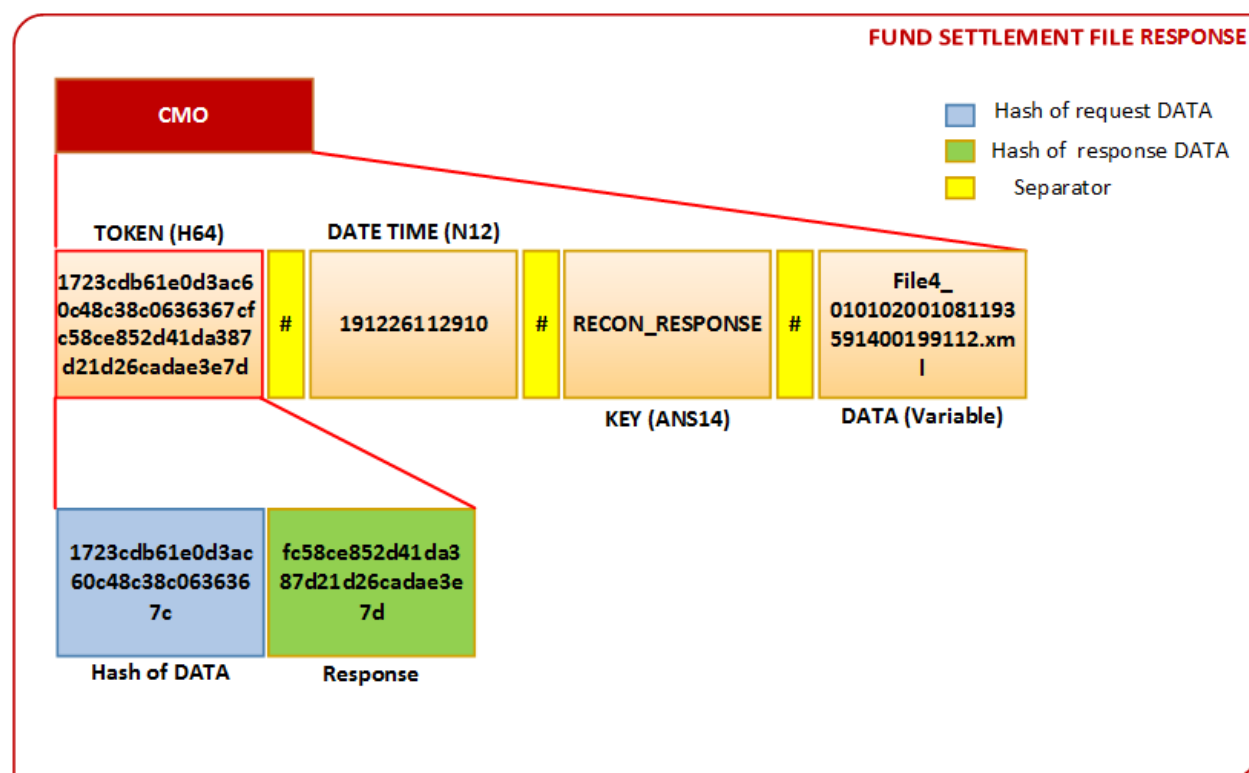 FUND SETTLEMENT FILE RESPONSE
CMO
Hash of request DATA
Hash of response DATA
Separator
TOKEN (H64)
DATE TIME (N12)
1723cdb61e0d3ac6
0c48c38c0636367cf
c58ce852d41da387
d21d26cadae3e7d
#
191226112910
#
RECON_RESPONSE
#
File4_
010102001081193
591400199112.xm
l
KEY (ANS14)
DATA (Variable)
1723cdb61e0d3ac
60c48c38c063636
7c
fc58ce852d41da3
87d21d26cadae3e
7d
Hash of DATA
Response